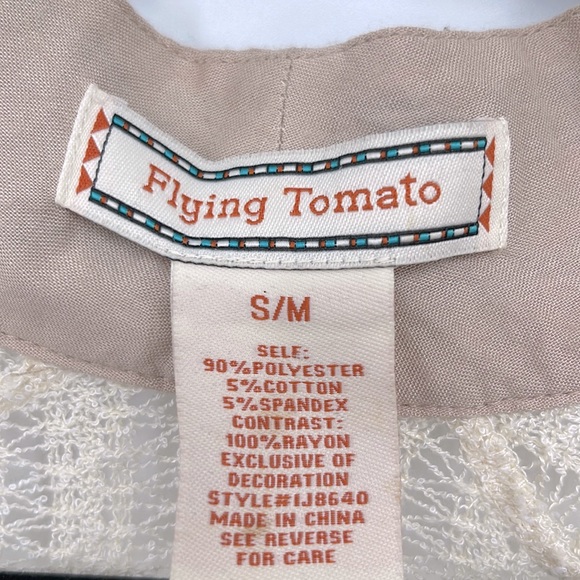 Flying Tomato
S/M
SELF:
90%POLYESTER
5%COTTON
5%SPANDEX
CONTRAST:
100%RAYON
EXCLUSIVE OF
DECORATION
STYLE#IJ8640
MADE IN CHINA
SEE REVERSE
FOR CARE